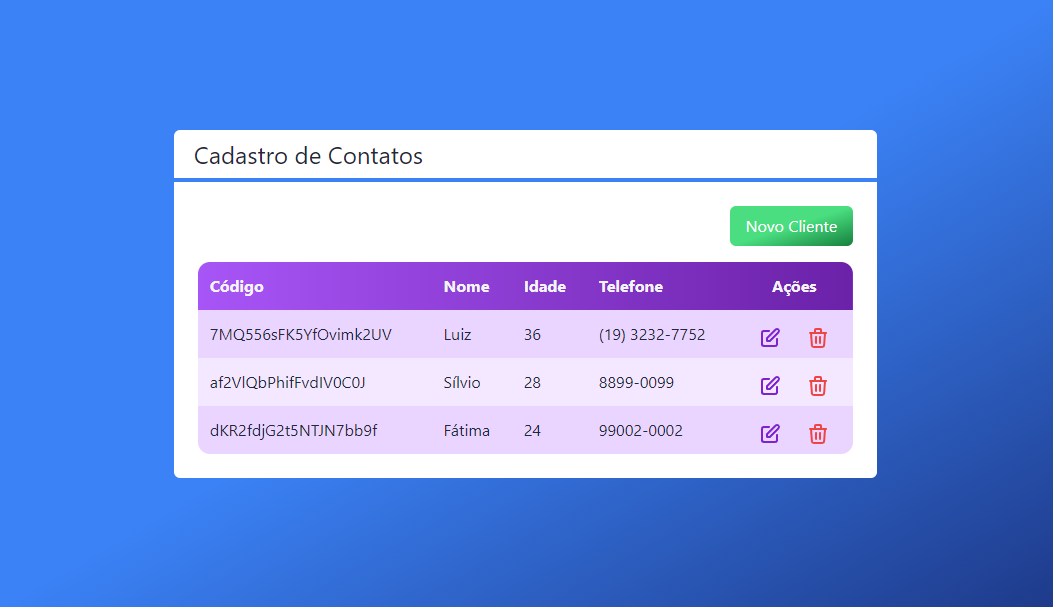 Cadastro de Contatos
Novo Cliente
Código Nome Idade Telefone Ações
7MQ556sFK5YfOvimk2UV Luiz 36 (19) 3232-7752
af2VlQbPhifFvdIV0C0J Sílvio 28 8899-0099
dKR2fdjG2t5NTJN7bb9f Fátima 24 99002-0002